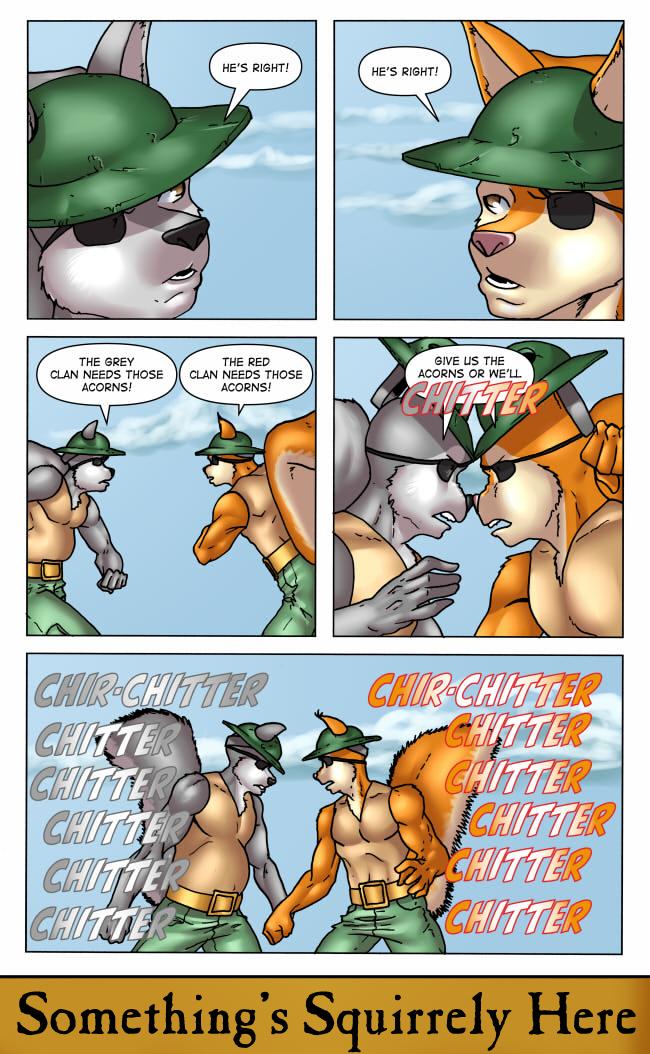 HE'S RIGHT!
HE'S RIGHT!
THE GREY
CLAN NEEDS THOSE
ACORNS!
THE RED
CLAN NEEDS THOSE
ACORNS!
GIVE US THE
ACORNS OR WE'LL
CHITTER
CHIR-CHITTER
CHITTER
CHITTER
CHITTER
CHITTER
CHITTER
CHIR-CHITTER
CHITTER
CHITTER
CHITTER
CHITTER
CHITTER
Something's Squirrely Here